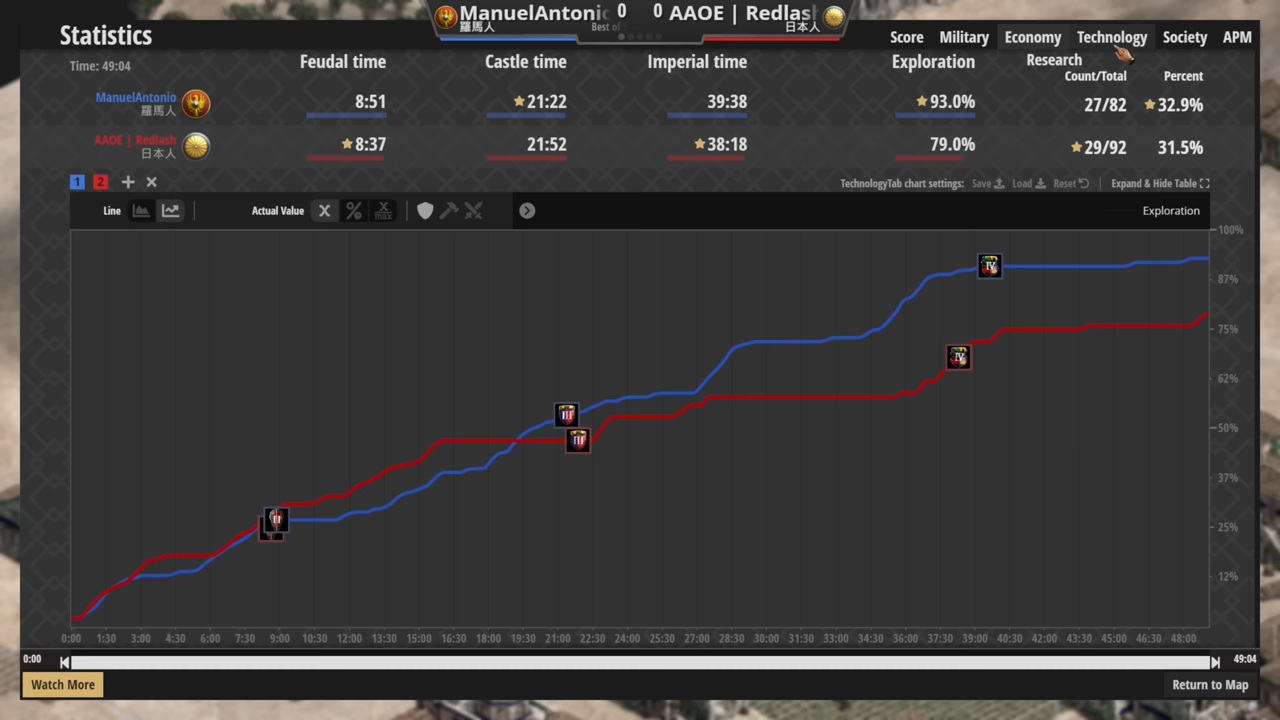 ManuelAntonio 0 0 AAOE | Redlash
羅馬人 Best of 日本人
Statistics
Score Military Economy Technology Society APM
Time: 49:04
Feudal time Castle time Imperial time Exploration Research
Count/Total Percent
ManuelAntonio
羅馬人
8:51 21:22 39:38 93.0% 27/82 32.9%
AAOE | Redlash
日本人
8:37 21:52 38:18 79.0% 29/92 31.5%
1 2 + ×
TechnologyTab chart settings: Save Load Reset Expand & Hide Table
Line Actual Value X % X max
Exploration
100%
87%
75%
62%
50%
37%
25%
12%
IV
IV
III
III
II
0:00 1:30 3:00 4:30 6:00 7:30 9:00 10:30 12:00 13:30 15:00 16:30 18:00 19:30 21:00 22:30 24:00 25:30 27:00 28:30 30:00 31:30 33:00 34:30 36:00 37:30 39:00 40:30 42:00 43:30 45:00 46:30 48:00
0:00 49:04
Watch More Return to Map